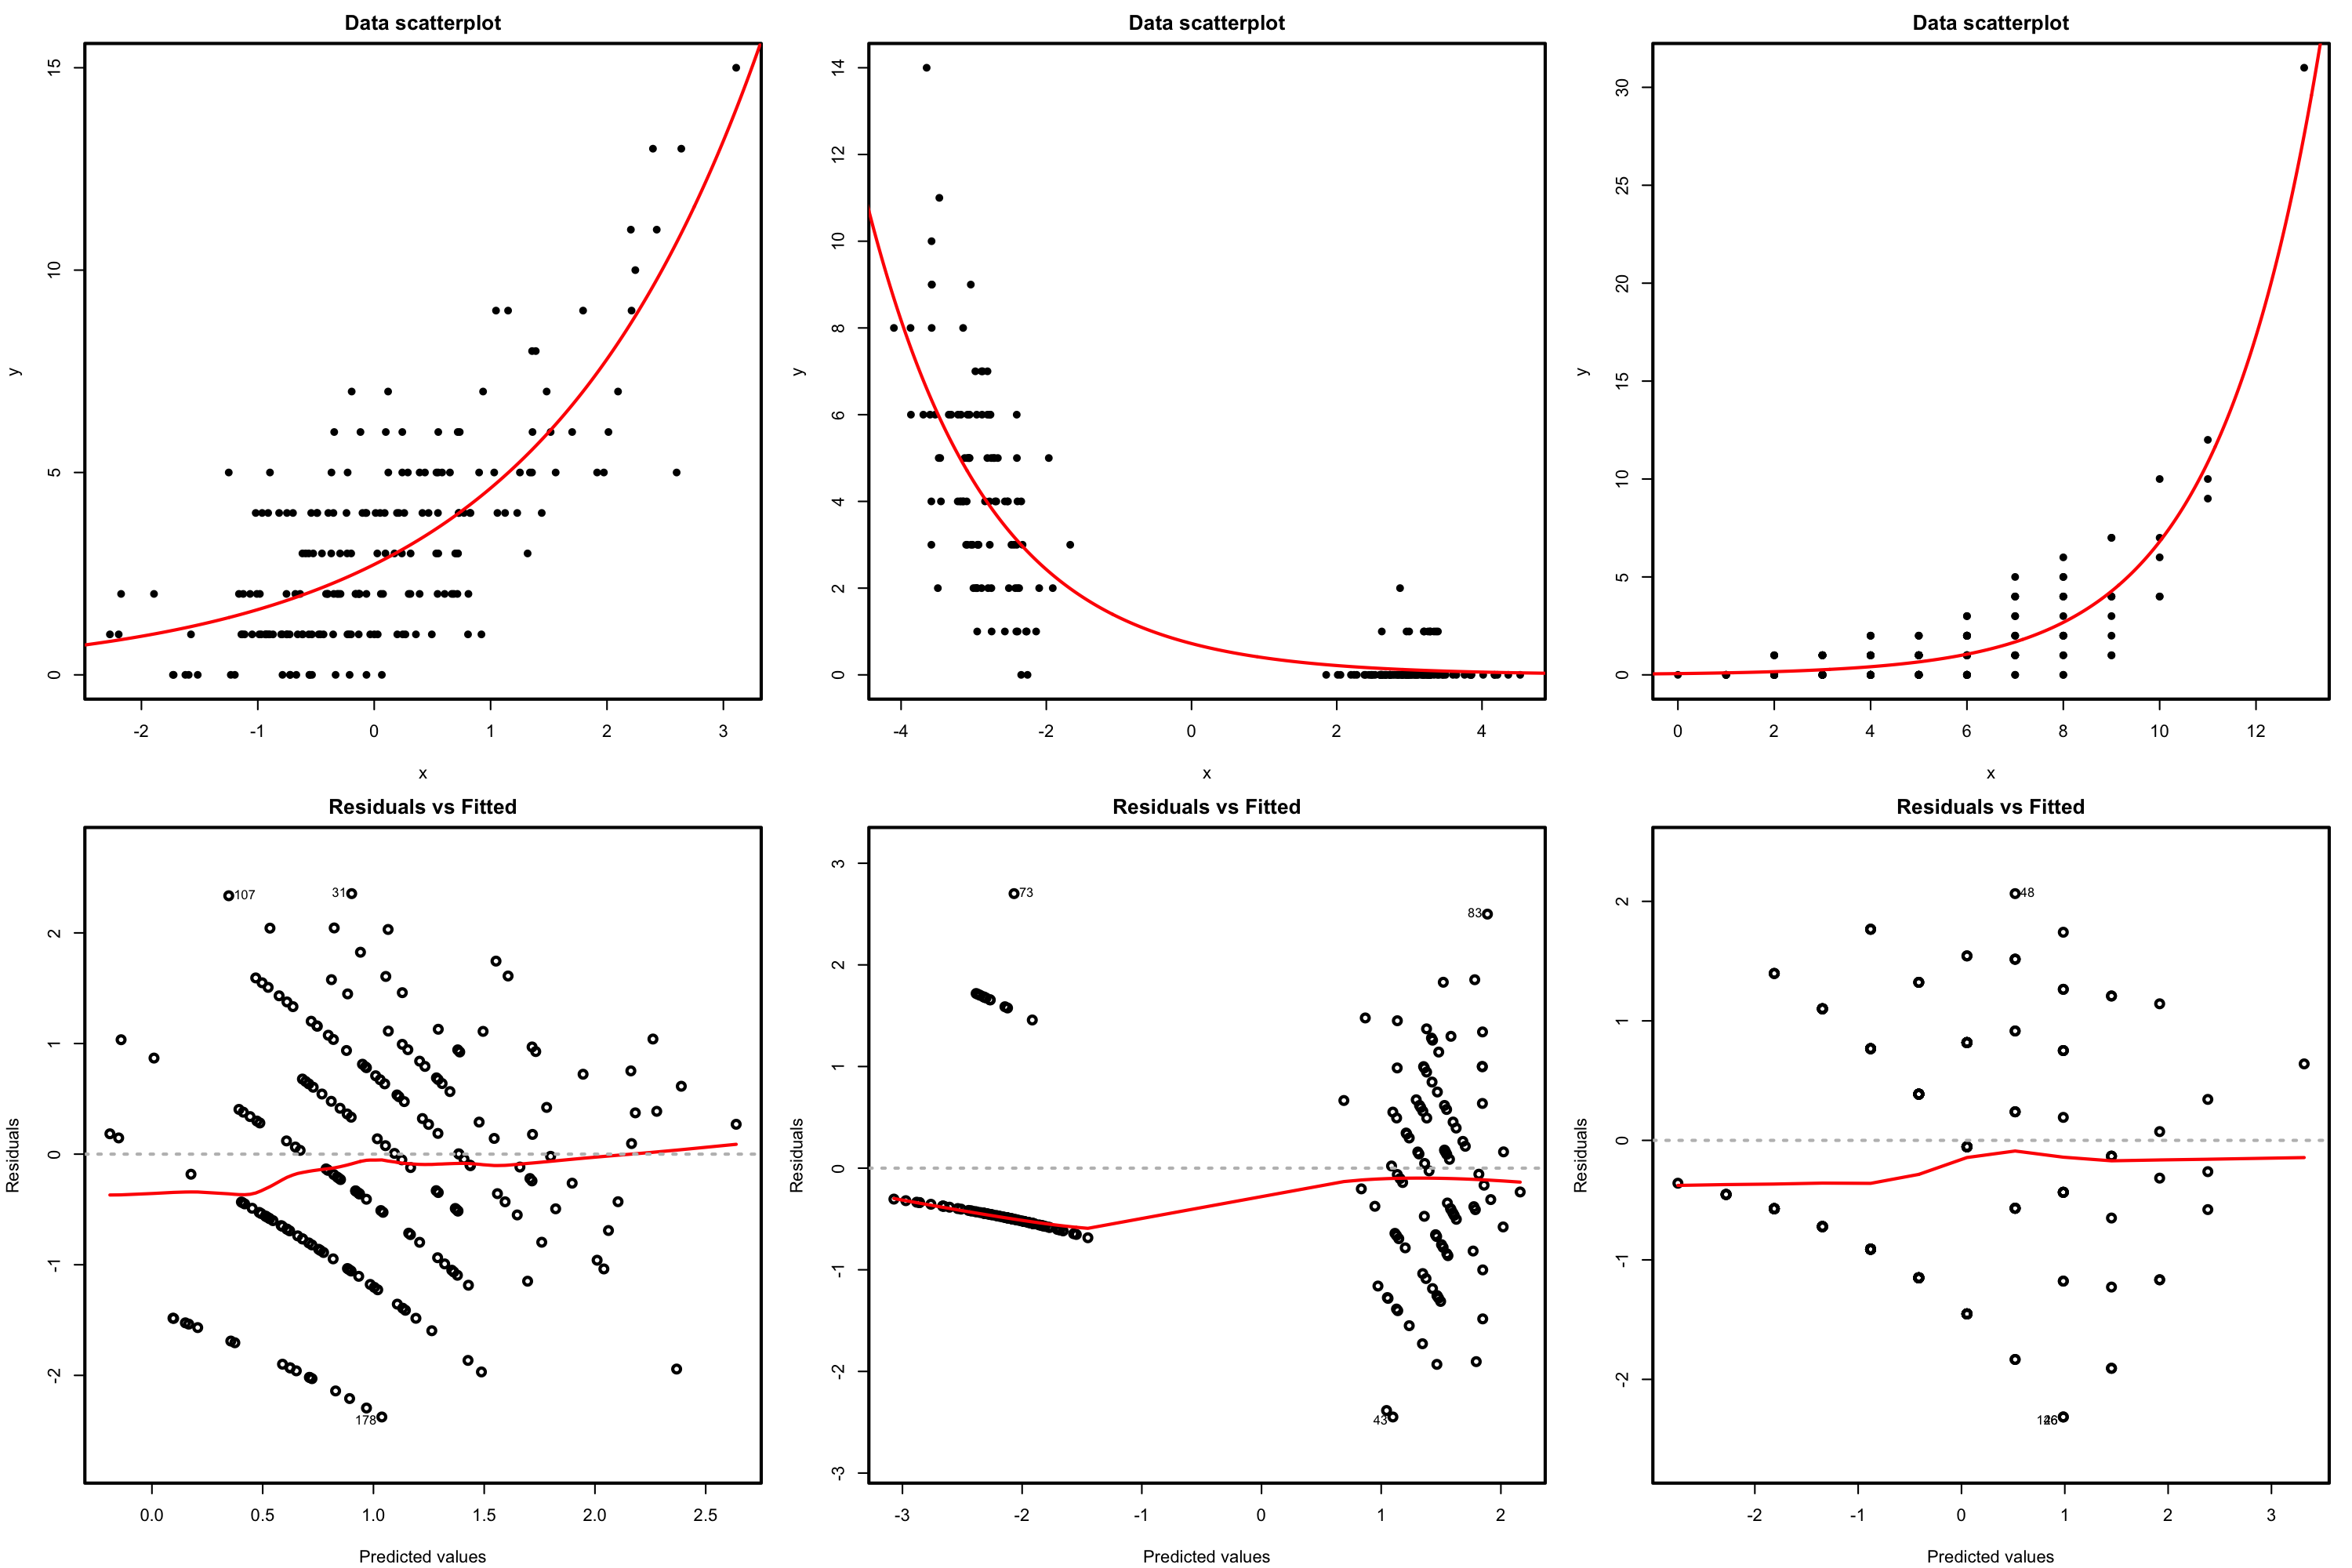 Data scatterplot
Data scatterplot
Data scatterplot
15
10
5
0
y
-2 -1 0 1 2 3
x
14
12
10
8
6
4
2
0
y
-4 -2 0 2 4
x
30
25
20
15
10
5
0
y
0 2 4 6 8 10 12
x
Residuals vs Fitted
Residuals vs Fitted
Residuals vs Fitted
2
1
0
-1
-2
Residuals
107
31
178
0.0 0.5 1.0 1.5 2.0 2.5
Predicted values
3
2
1
0
-1
-2
-3
Residuals
73
83
43
-3 -2 -1 0 1 2
Predicted values
2
1
0
-1
-2
Residuals
48
-2 -1 0 1 2 3
Predicted values